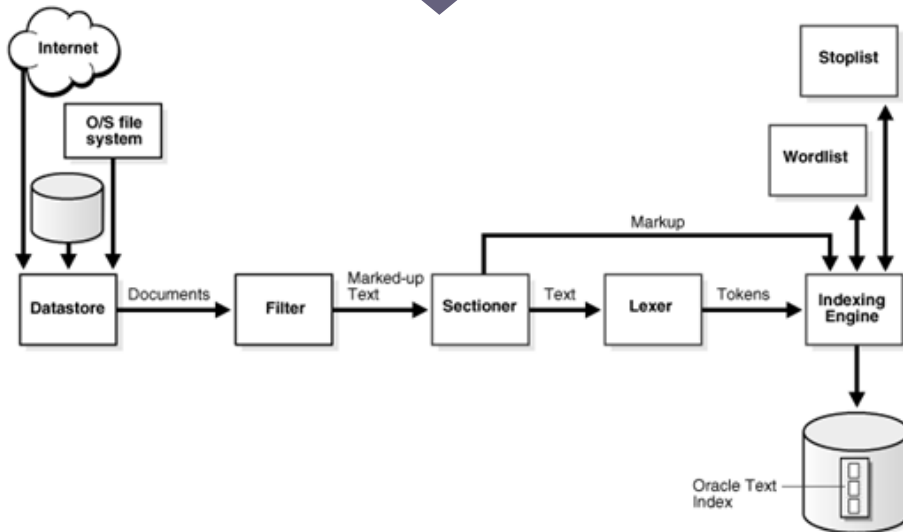 Internet
Stoplist
O/S file
system
Wordlist
Markup
Datastore
Documents
Filter
Marked-up
Text
Sectioner
Text
Lexer
Tokens
Indexing
Engine
Oracle Text
Index